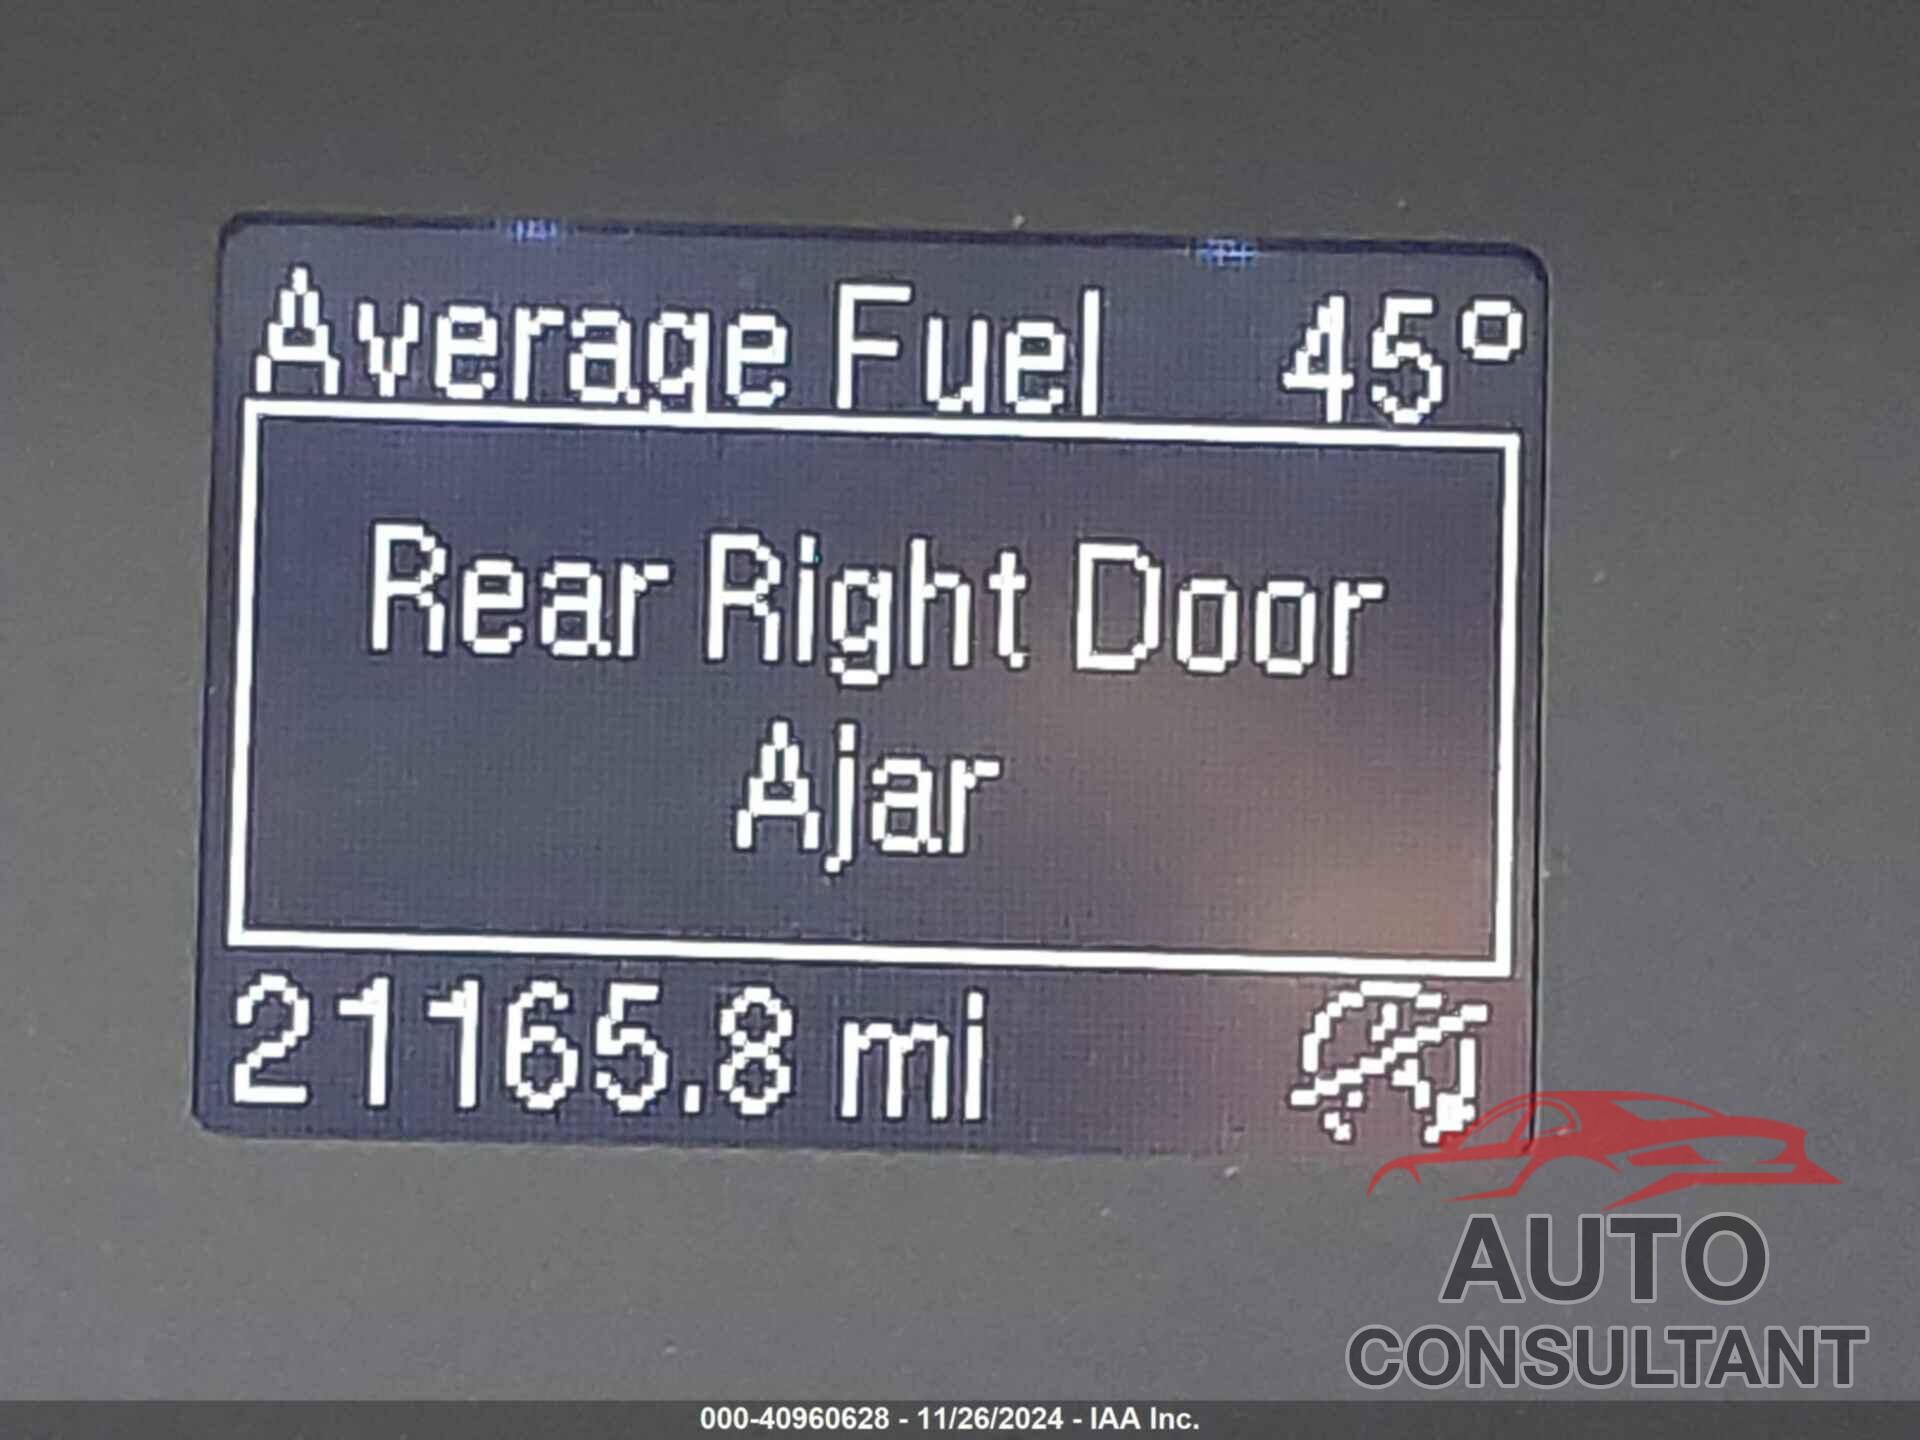 Average Fuel 45°
Rear Right Door
Ajar
21165.8 mi
AUTO
CONSULTANT
000-40960628 - 11/26/2024 - IAA Inc.